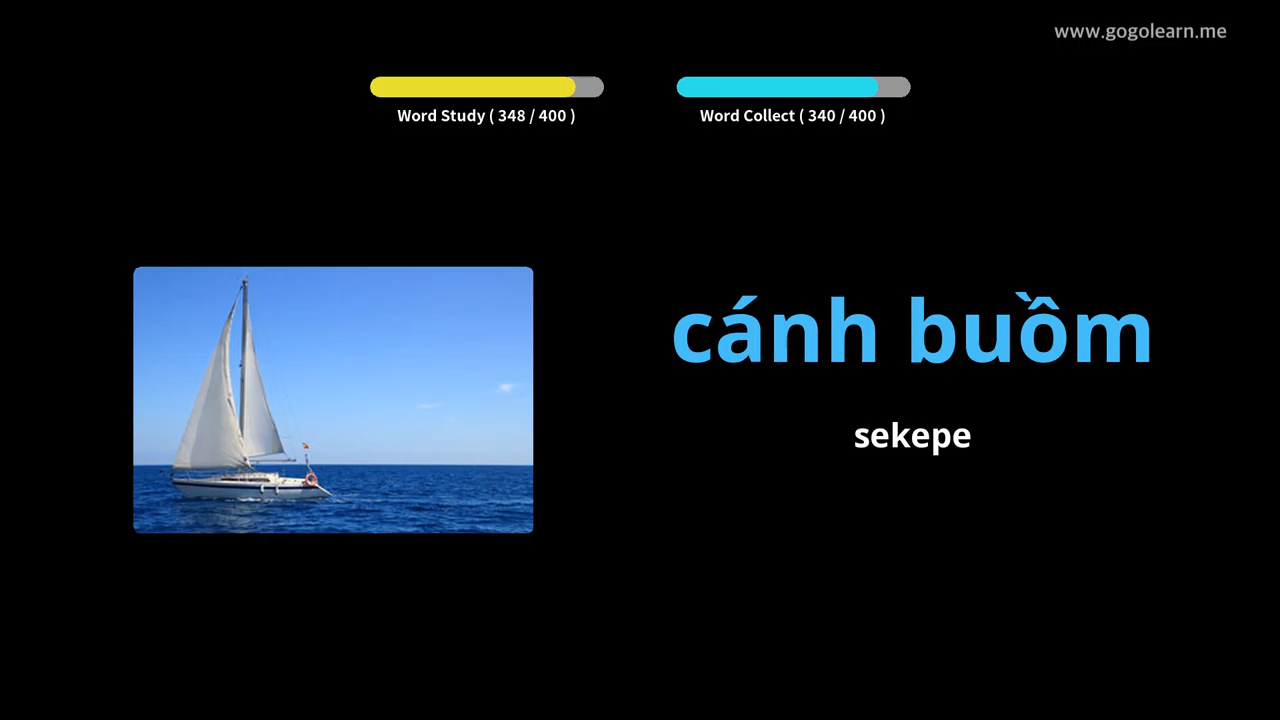 www.gogolearn.me
Word Study ( 348 / 400 )
Word Collect ( 340 / 400 )
cánh buồm
sekepe